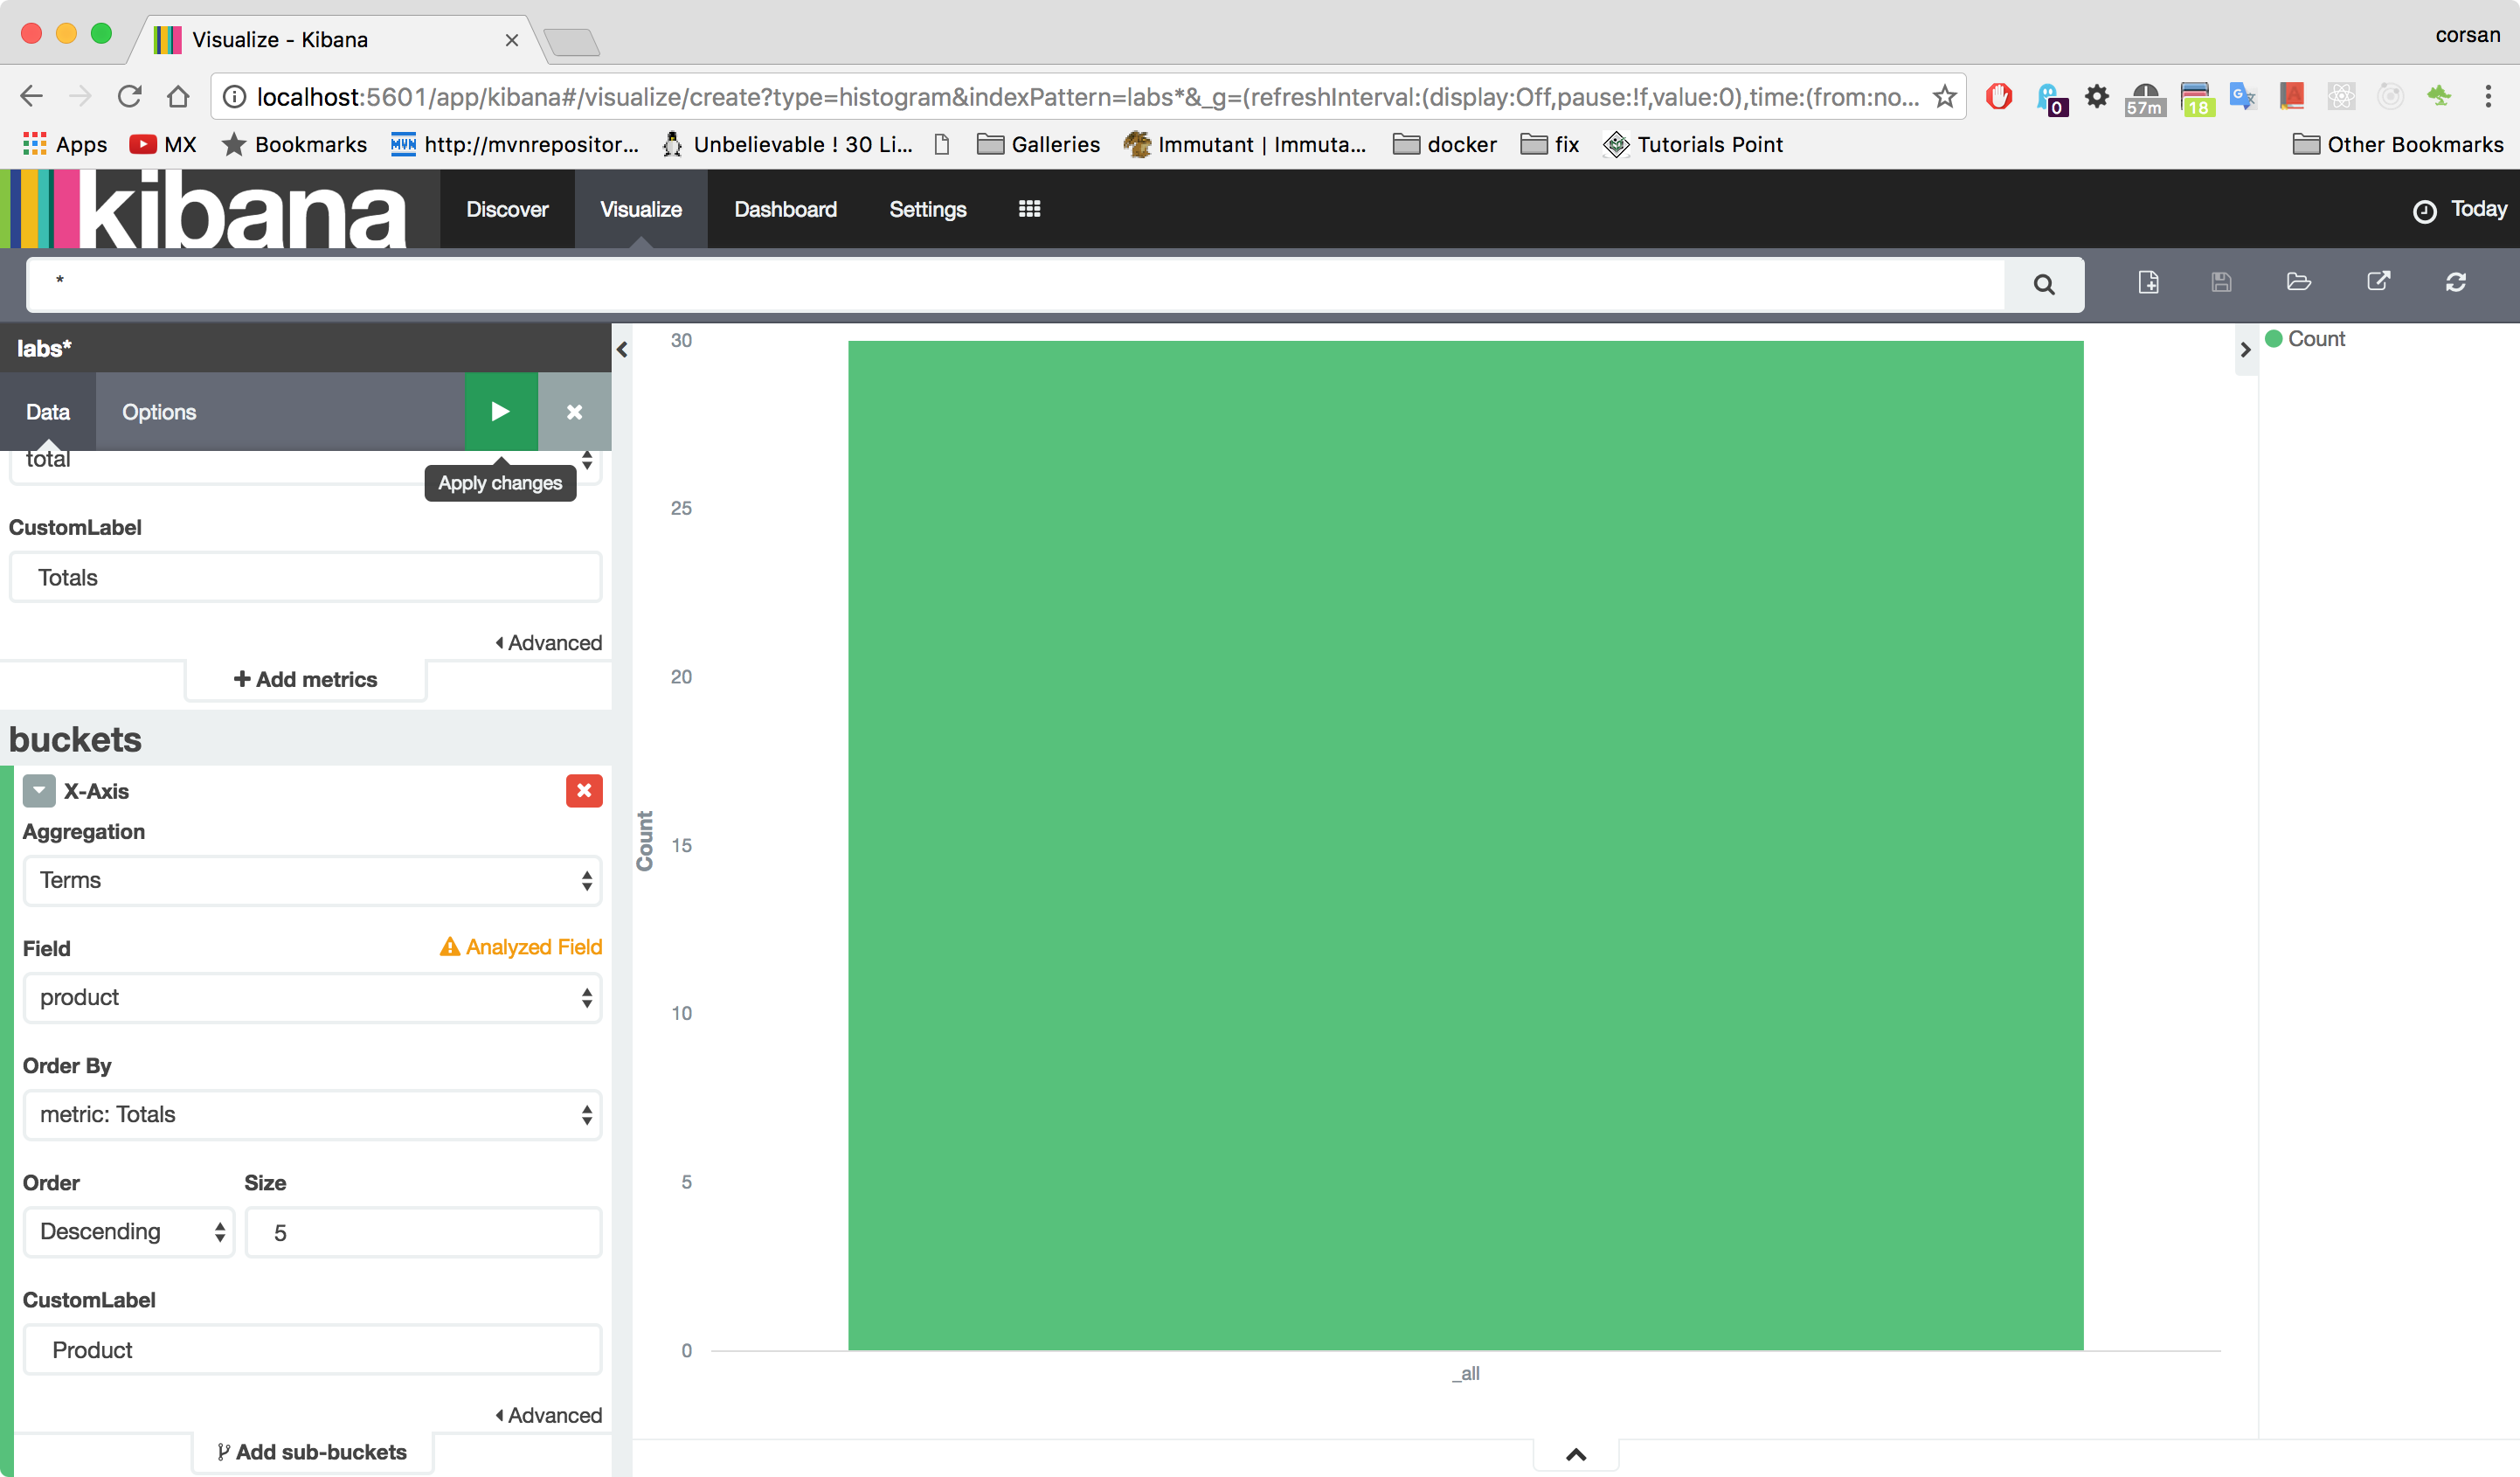 Visualize - Kibana
corsan
localhost:5601/app/kibana#/visualize/create?type=histogram&indexPattern=labs*&_g=(refreshInterval:(display:Off,pause:!f,value:0),time:(from:no...
0
57m
18
Apps
MX
Bookmarks
MVN
http://mvnrepositor...
Unbelievable ! 30 Li...
Galleries
Immutant | Immuta...
docker
fix
Tutorials Point
Other Bookmarks
kibana
Discover
Visualize
Dashboard
Settings
Today
*
labs*
Data
Options
total
Apply changes
CustomLabel
Totals
Advanced
Add metrics
buckets
X-Axis
Aggregation
Terms
Field
Analyzed Field
product
Order By
metric: Totals
Order
Size
Descending
5
CustomLabel
Product
Advanced
Add sub-buckets
30
25
20
15
10
5
0
Count
_all
Count